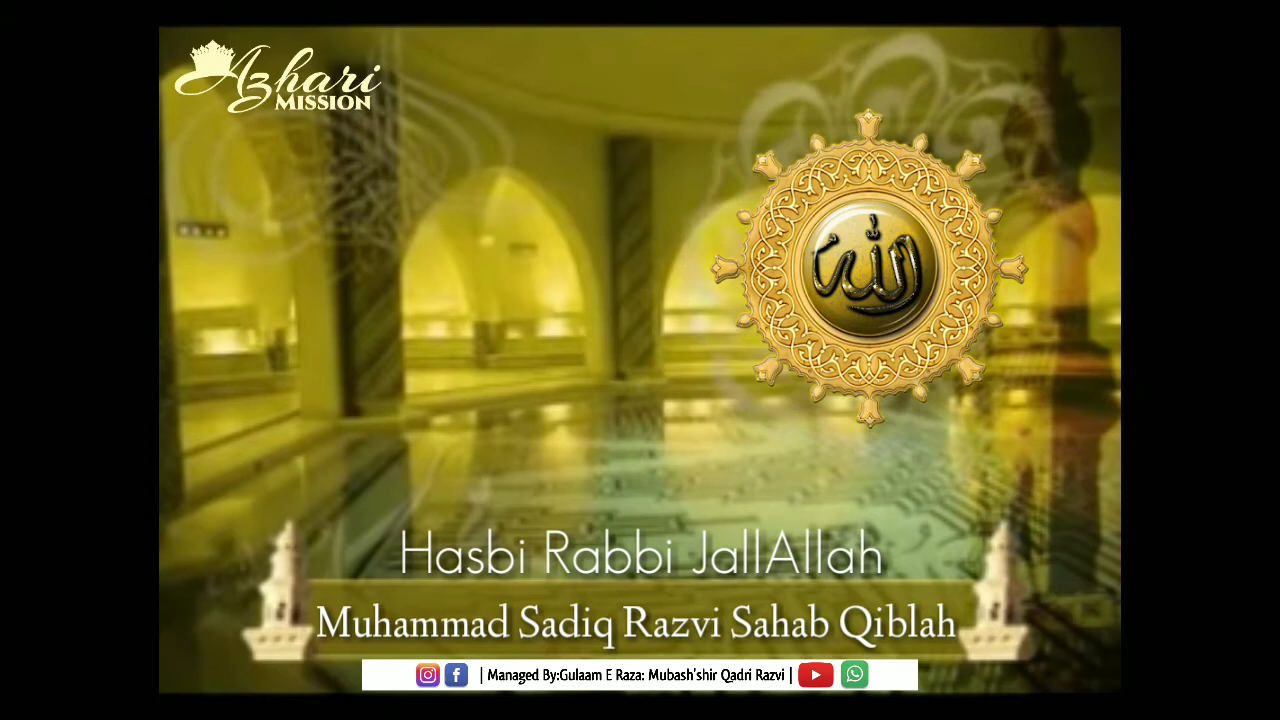 Azhari
MISSION
الله
Hasbi Rabbi JallAllah
Muhammad Sadiq Razvi Sahab Qiblah
| Managed By:Gulaam E Raza: Mubash'shir Qadri Razvi |